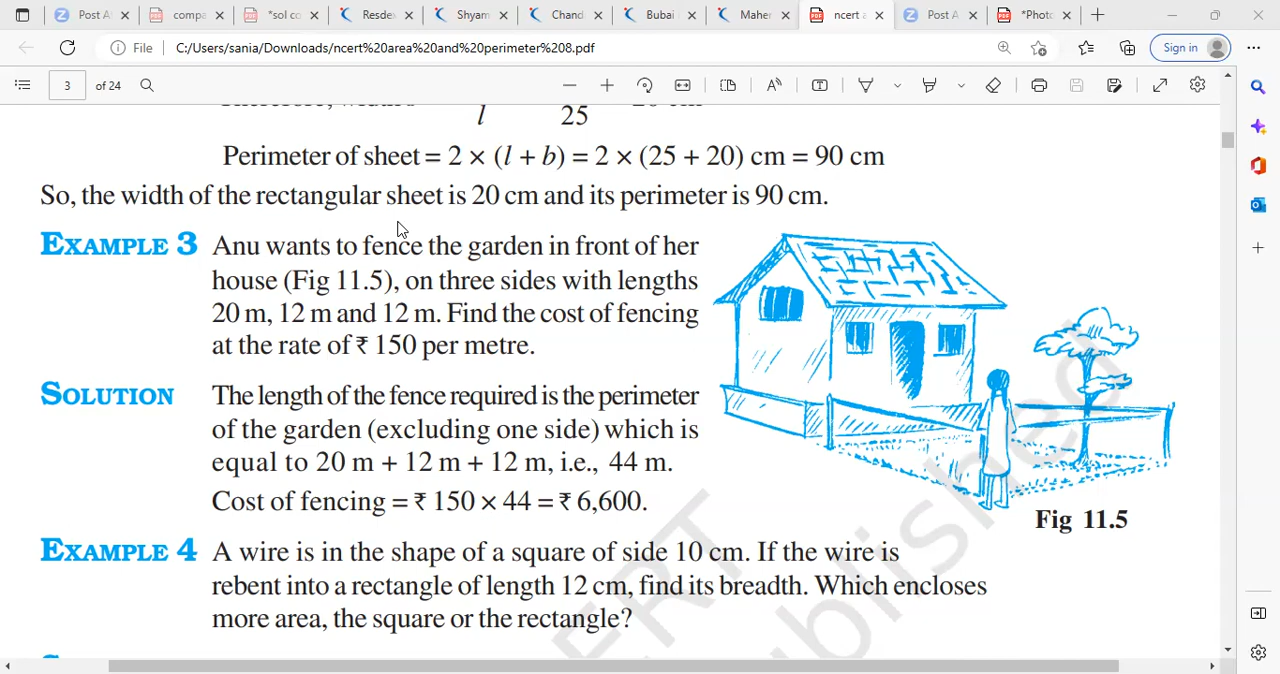 Post A
compa
*sol co
Resde
Shyam
Chand
Bubai
Maher
ncert a
Post A
*Photo
File C:/Users/sania/Downloads/ncert%20area%20and%20perimeter%208.pdf Sign in
3 of 24
l 25
Perimeter of sheet = 2 × (l + b) = 2 × (25 + 20) cm = 90 cm
So, the width of the rectangular sheet is 20 cm and its perimeter is 90 cm.
EXAMPLE 3 Anu wants to fence the garden in front of her
house (Fig 11.5), on three sides with lengths
20 m, 12 m and 12 m. Find the cost of fencing
at the rate of ₹ 150 per metre.
SOLUTION The length of the fence required is the perimeter
of the garden (excluding one side) which is
equal to 20 m + 12 m + 12 m, i.e., 44 m.
Cost of fencing = ₹ 150 × 44 = ₹ 6,600.
Fig 11.5
EXAMPLE 4 A wire is in the shape of a square of side 10 cm. If the wire is
rebent into a rectangle of length 12 cm, find its breadth. Which encloses
more area, the square or the rectangle?